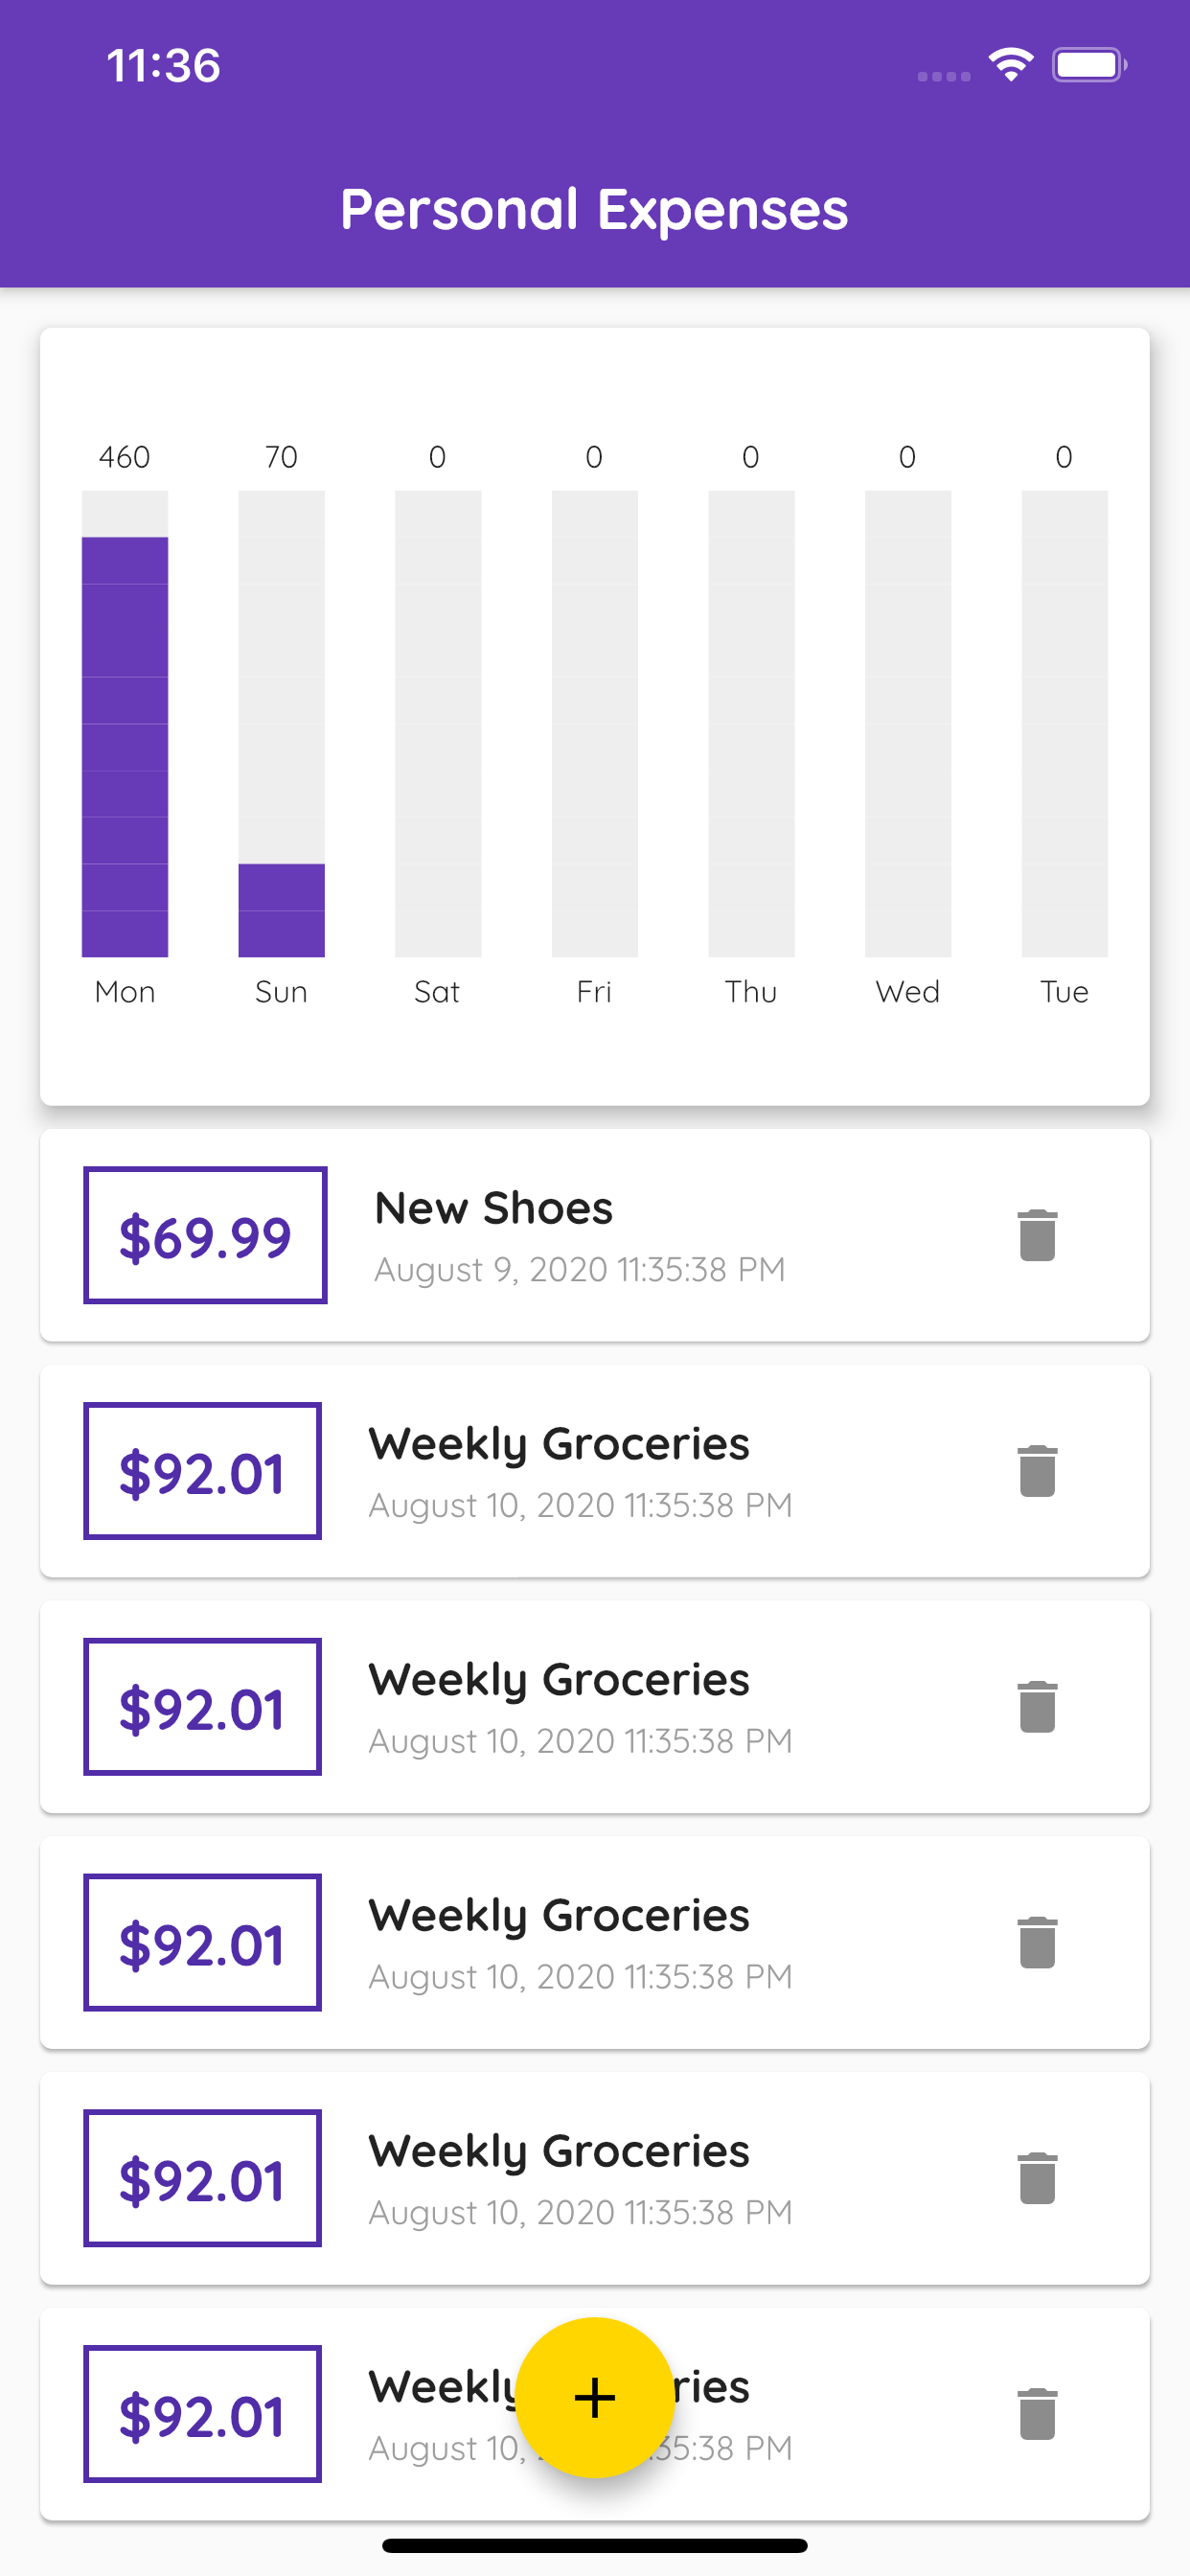 11:36
Personal Expenses
460 70 0 0 0 0 0
Mon Sun Sat Fri Thu Wed Tue
$69.99
New Shoes
August 9, 2020 11:35:38 PM
$92.01
Weekly Groceries
August 10, 2020 11:35:38 PM
$92.01
Weekly Groceries
August 10, 2020 11:35:38 PM
$92.01
Weekly Groceries
August 10, 2020 11:35:38 PM
$92.01
Weekly Groceries
August 10, 2020 11:35:38 PM
$92.01
Weekly ries
August 10, 35:38 PM
+